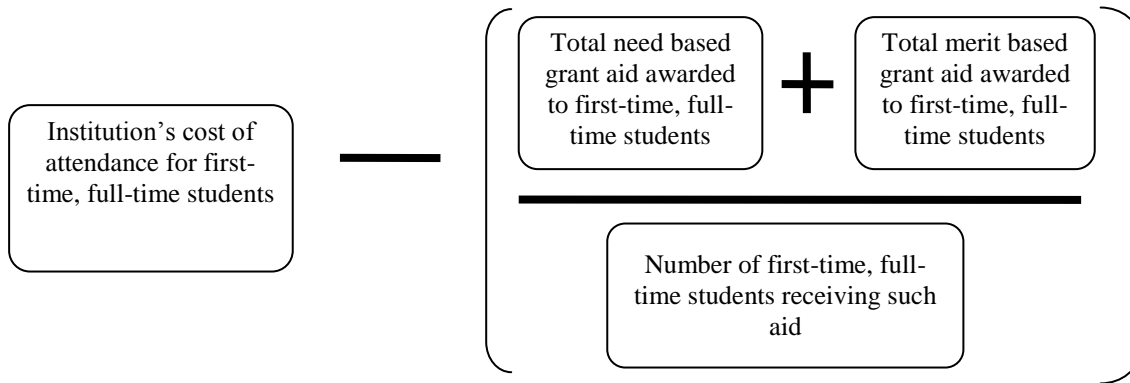 Institution’s cost of
attendance for first-
time, full-time students
Total need based
grant aid awarded
to first-time, full-
time students
Total merit based
grant aid awarded
to first-time, full-
time students
Number of first-time, full-
time students receiving such
aid